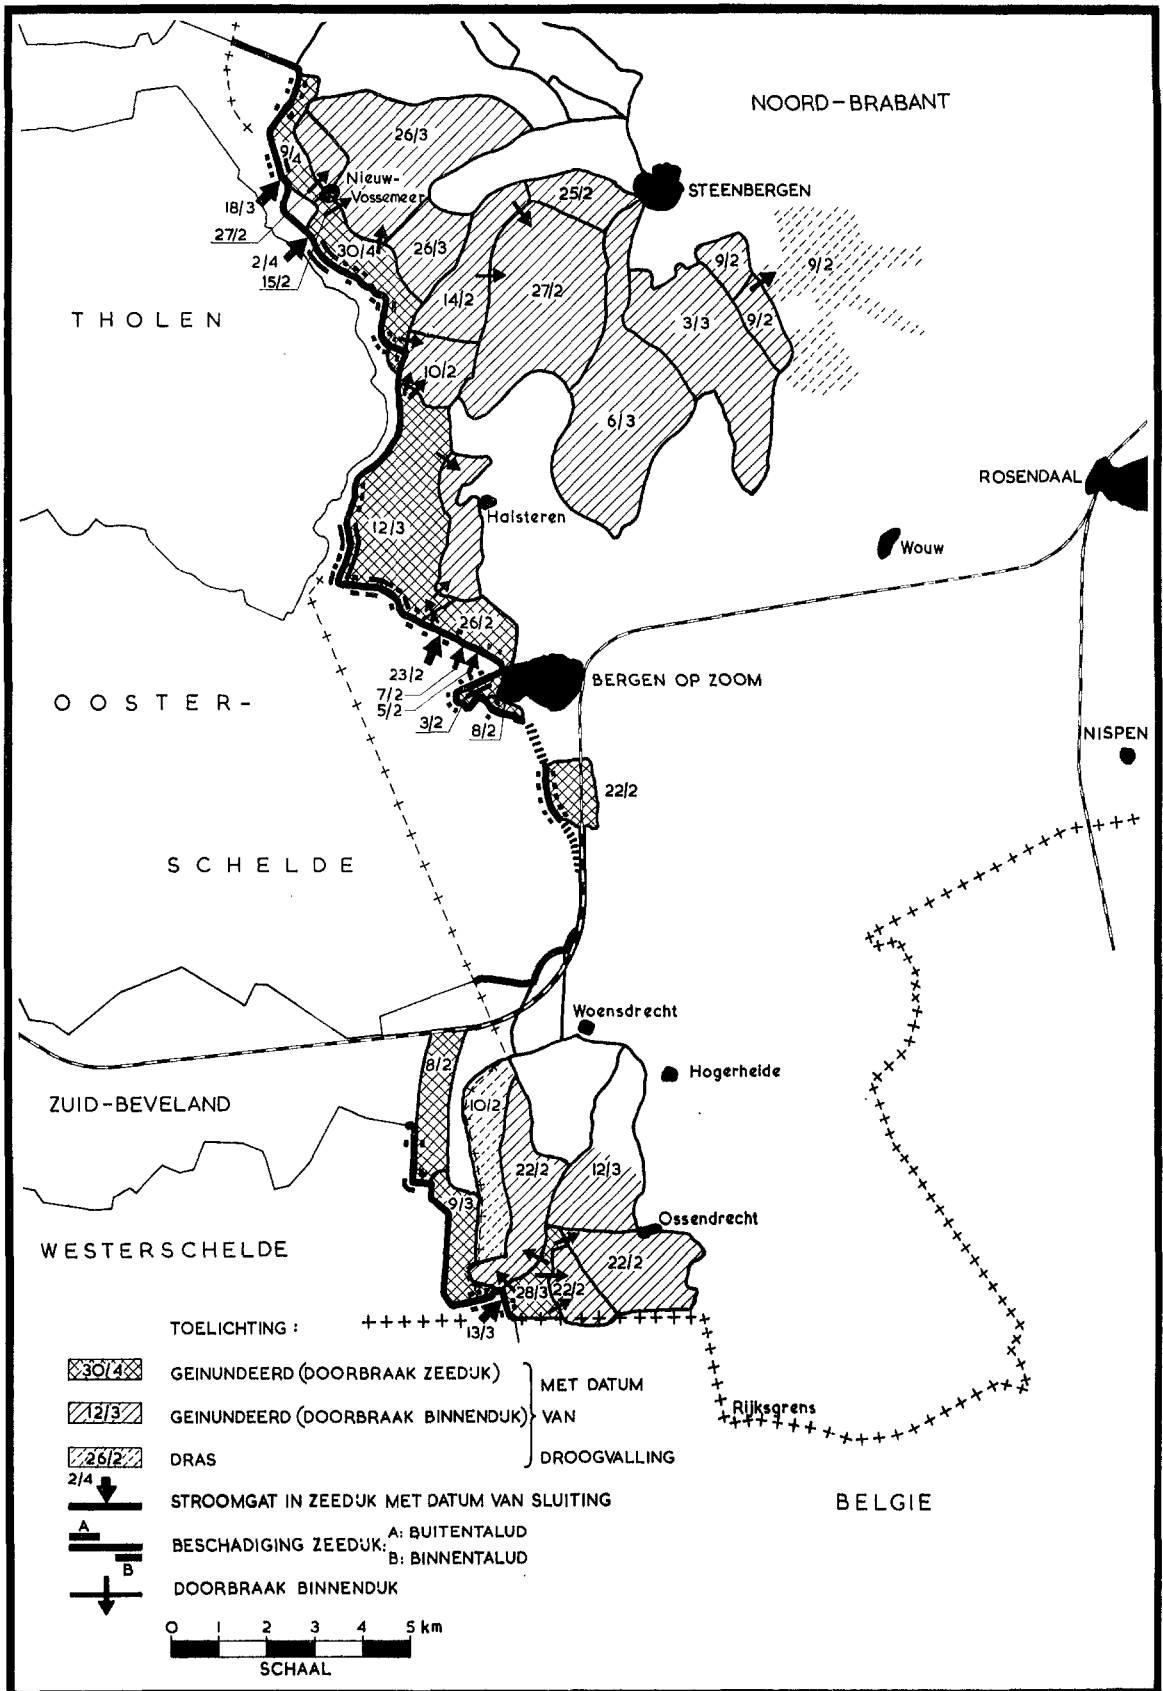 NOORD-BRABANT
26/3
9/4
Nieuw-
Vossemeer
STEENBERGEN
25/2
18/3
27/2
30/4
26/3
2/4
15/2
9/2
9/2
14/2
27/2
THOLEN
3/3
9/2
10/2
6/3
ROSENDAAL
Halsteren
12/3
Wouw
26/2
23/2
7/2
5/2
3/2
8/2
BERGEN OP ZOOM
OOSTER-
NISPEN
22/2
SCHELDE
Woensdrecht
8/2
Hogerheide
10/2
ZUID-BEVELAND
22/2
12/3
9/3
Ossendrecht
WESTERSCHELDE
22/2
28/3
22/2
13/3
TOELICHTING:
30/4 GEINUNDEERD (DOORBRAAK ZEEDIJK)
MET DATUM
12/3 GEINUNDEERD (DOORBRAAK BINNENDIJK) VAN
Rijksgrens
26/2 DRAS DROOGVALLING
2/4
STROOMGAT IN ZEEDIJK MET DATUM VAN SLUITING
BELGIE
A
BESCHADIGING ZEEDIJK: A: BUITENTALUD
B: BINNENTALUD
B
DOORBRAAK BINNENDIJK
0 1 2 3 4 5 km
SCHAAL